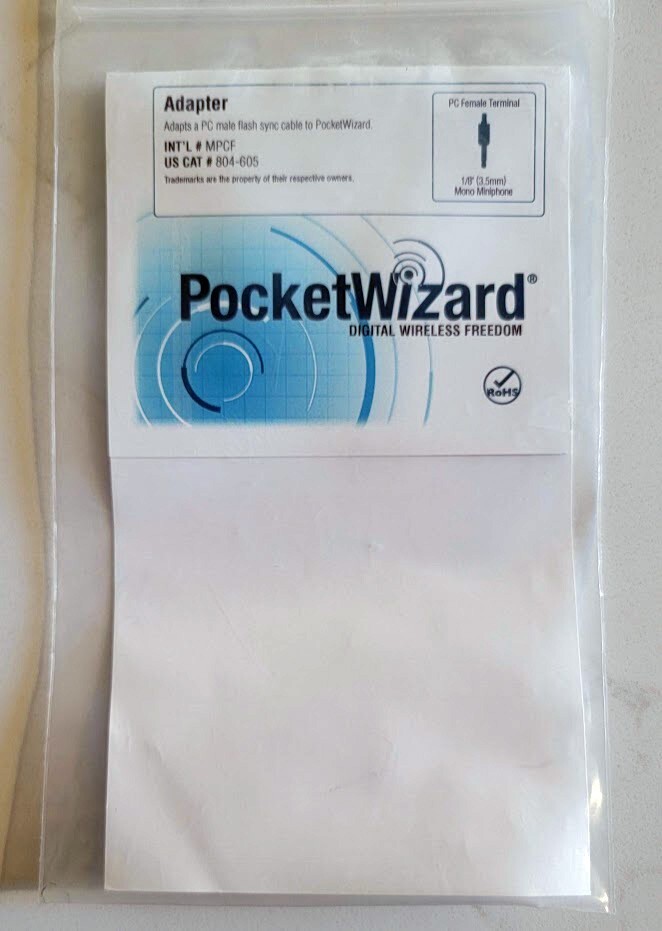 Adapter
Adapts a PC male flash sync cable to PocketWizard.
INT'L # MPCF
US CAT # 804-605
Trademarks are the property of their respective owners.
PC Female Terminal
1/8" (3.5mm)
Mono Miniphone
PocketWizard®
DIGITAL WIRELESS FREEDOM
RoHS